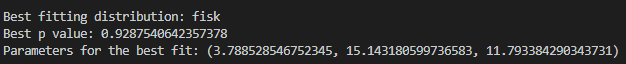 Best fitting distribution: fisk
Best p value: 0.9287540642357378
Parameters for the best fit: (3.788528546752345, 15.143180599736583, 11.793384290343731)